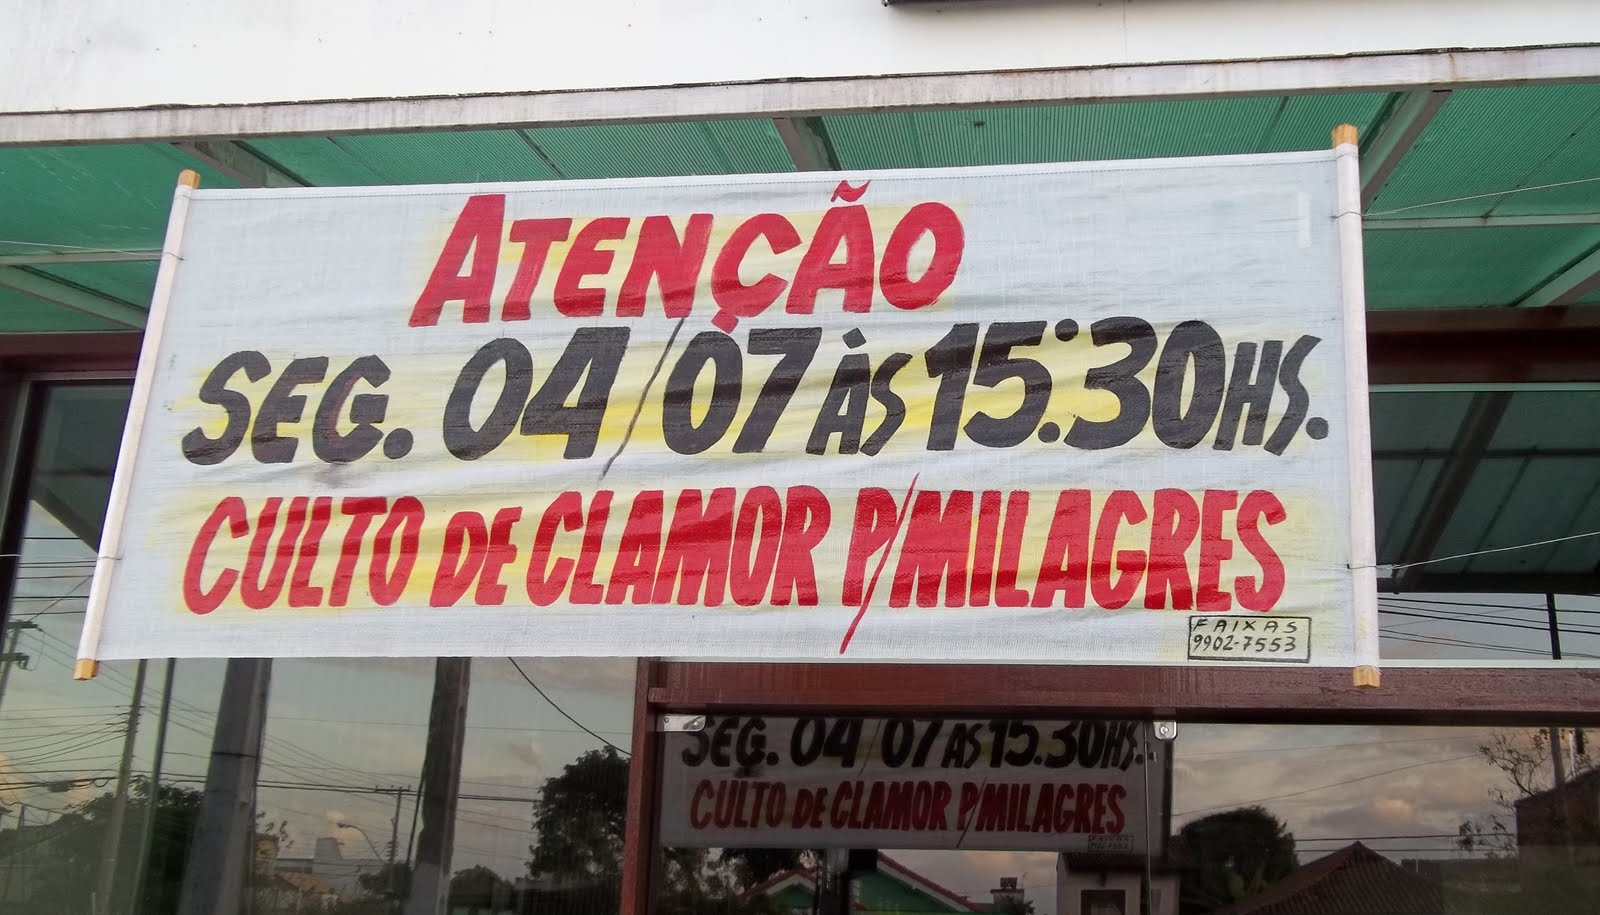 ATENÇÃO
SEG. 04/07 ÀS 15:30HS.
CULTO DE CLAMOR P/MILAGRES
FAIXAS
9902-7553
SEG. 04/07 AS 15.30HS.
CULTO DE CLAMOR P/MILAGRES